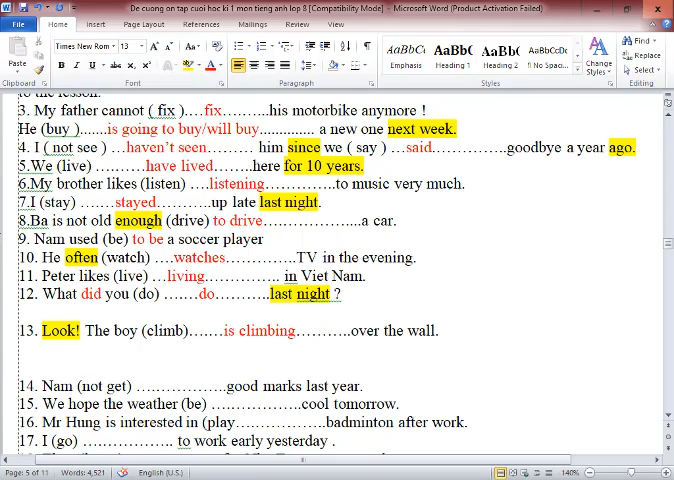 De cuong on tap cuoi hoc ki 1 mon tieng anh lop 8 [Compatibility Mode] - Microsoft Word (Product Activation Failed)
File Home Insert Page Layout References Mailings Review View
Paste Times New Rom 13 A A Aa AaBbCc AaBbC AaBbC AaBbCcDc Find
Replace
B I U abc x₂ x² A Emphasis Heading 1 Heading 2 ¶ No Spac... Change Styles Select
Clipboard Font Paragraph Styles Editing
to the lesson.
3. My father cannot ( fix )….fix………..his motorbike anymore !
He (buy )......is going to buy/will buy............. a new one next week.
4. I ( not see ) …haven’t seen……… him since we ( say ) …said…………..goodbye a year ago.
5.We (live) …………have lived………here for 10 years.
6.My brother likes (listen) ….listening…………….to music very much.
7.I (stay) ……stayed………..up late last night.
8.Ba is not old enough (drive) to drive……………...a car.
9. Nam used (be) to be a soccer player
10. He often (watch) ….watches…………..TV in the evening.
11. Peter likes (live) …living…………. in Viet Nam.
12. What did you (do) …….do………..last night ?
13. Look! The boy (climb)…….is climbing………..over the wall.
14. Nam (not get) ……………..good marks last year.
15. We hope the weather (be) ……………..cool tomorrow.
16. Mr Hung is interested in (play……………..badminton after work.
17. I (go) ……………. to work early yesterday .
Page: 5 of 11 Words: 4,521 English (U.S.) 140%